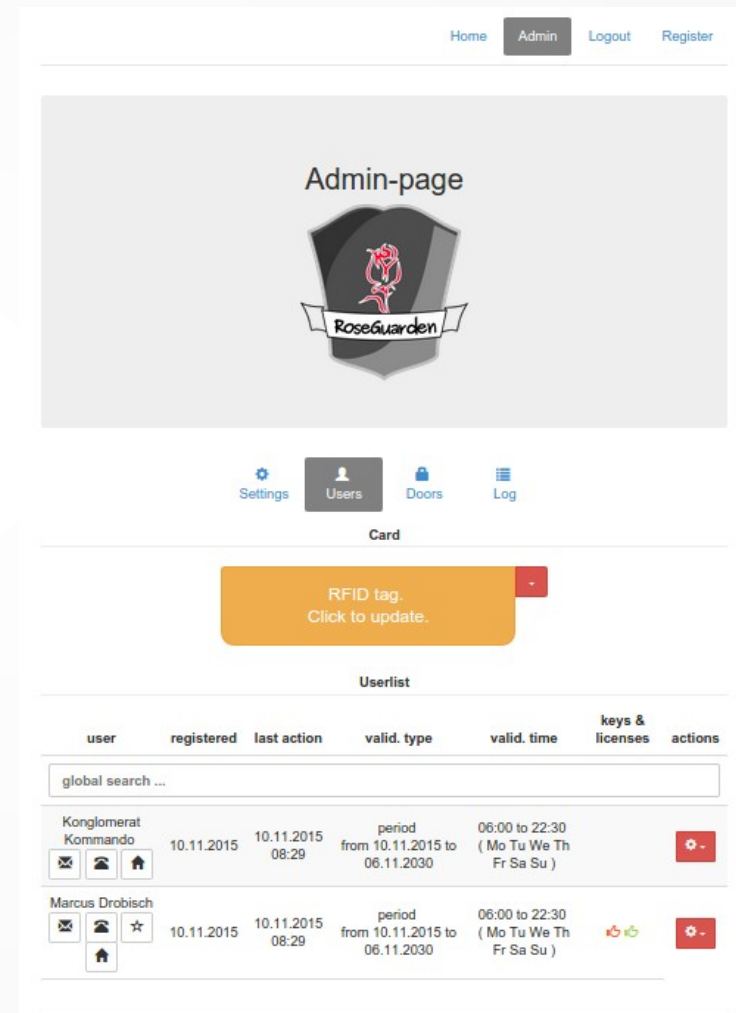 Home Admin Logout Register
Admin-page
RoseGuarden
Settings Users Doors Log
Card
RFID tag.
Click to update.
Userlist
user registered last action valid. type valid. time keys & licenses actions
global search ...
Konglomerat
Kommando
10.11.2015
10.11.2015
08:29
period
from 10.11.2015 to
06.11.2030
06:00 to 22:30
( Mo Tu We Th
Fr Sa Su )
Marcus Drobisch
10.11.2015
10.11.2015
08:29
period
from 10.11.2015 to
06.11.2030
06:00 to 22:30
( Mo Tu We Th
Fr Sa Su )